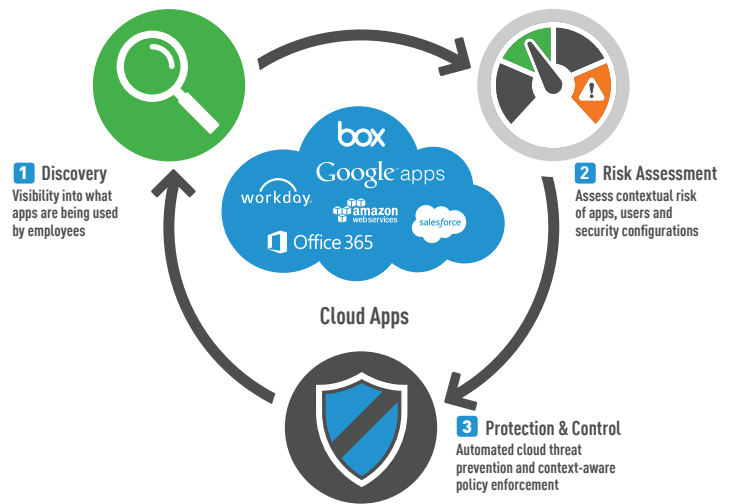 box
Google™apps
workday.
amazon
webservices
salesforce
Office 365
Cloud Apps
1 Discovery
Visibility into what
apps are being used
by employees
2 Risk Assessment
Assess contextual risk
of apps, users and
security configurations
3 Protection & Control
Automated cloud threat
prevention and context-aware
policy enforcement